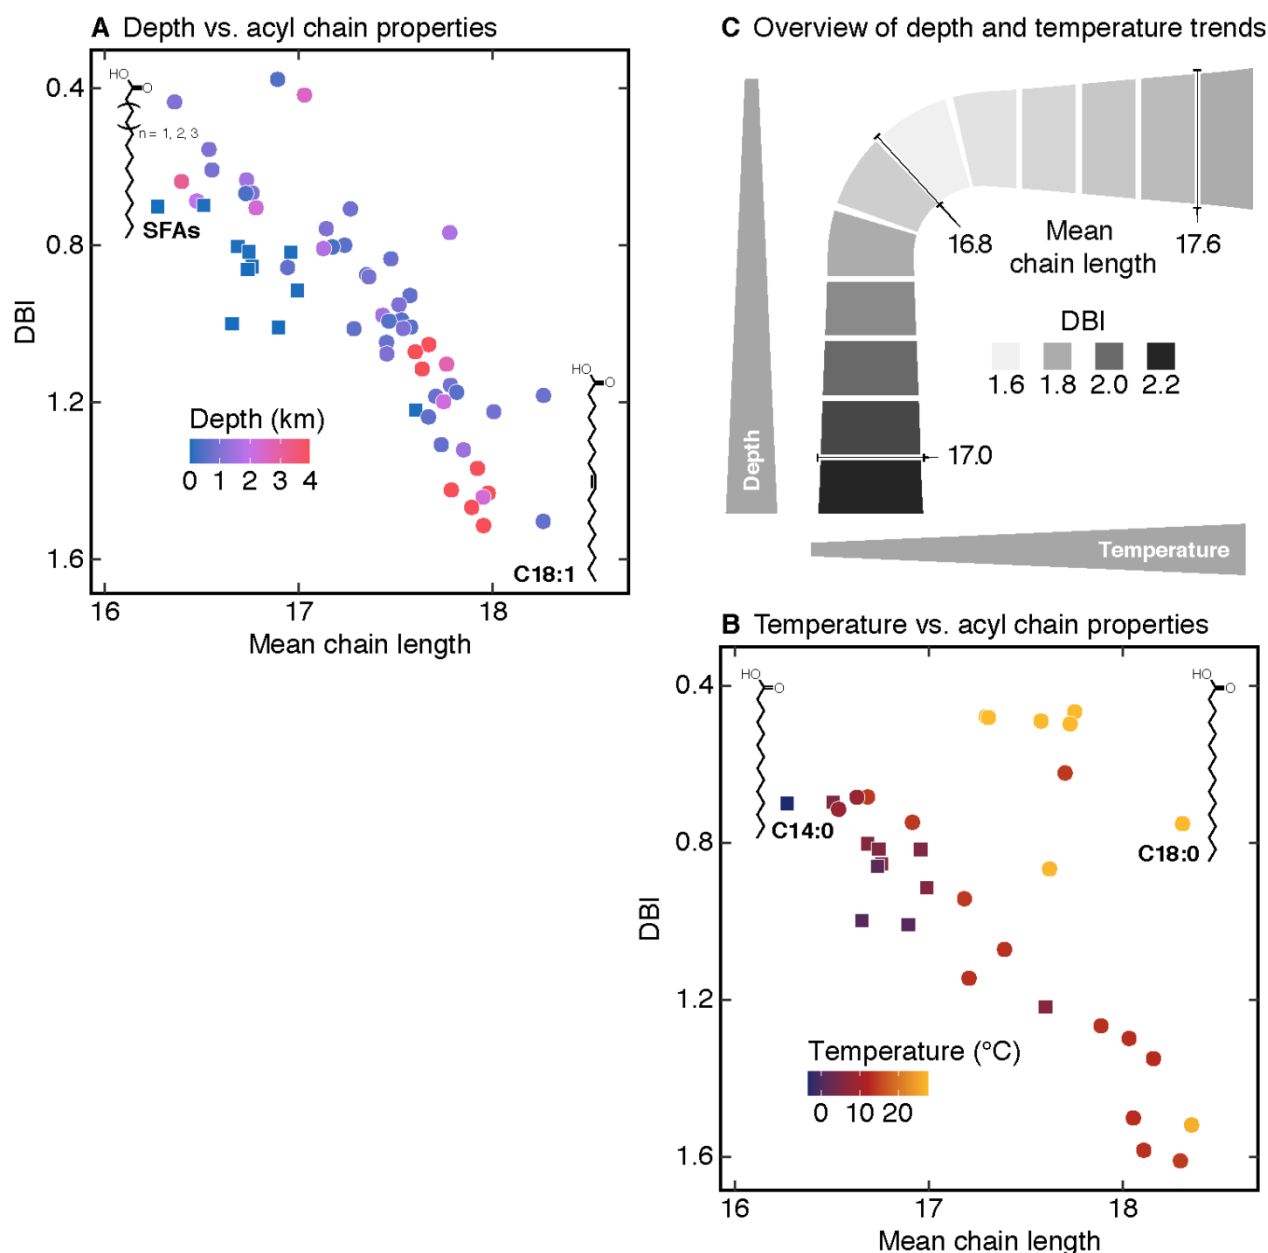 A Depth vs. acyl chain properties
0.4
0.8
1.2
1.6
DBI
HO
O
n = 1, 2, 3
SFAs
Depth (km)
0 1 2 3 4
HO
O
C18:1
16 17 18
Mean chain length
C Overview of depth and temperature trends
Depth
16.8
Mean
chain length
17.6
DBI
1.6 1.8 2.0 2.2
17.0
Temperature
B Temperature vs. acyl chain properties
0.4
0.8
1.2
1.6
DBI
HO
O
C14:0
HO
O
C18:0
Temperature (°C)
0 10 20
16 17 18
Mean chain length